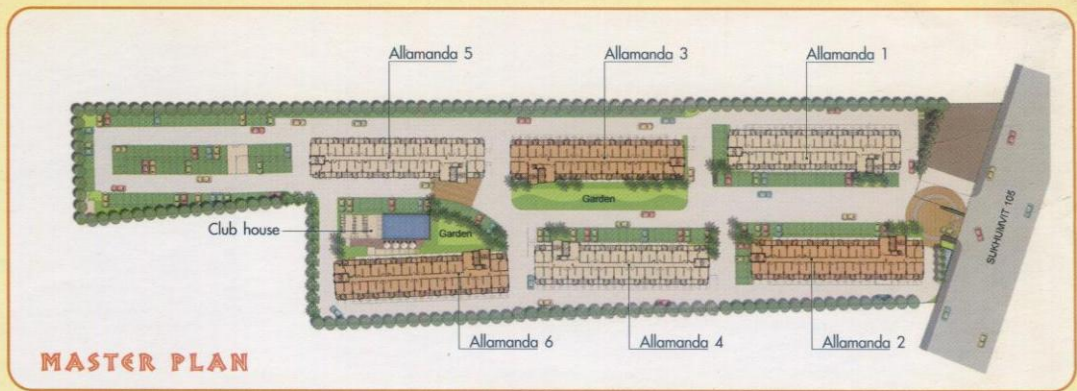 Allamanda 5
Allamanda 3
Allamanda 1
Garden
Club house
Garden
SUKHUMVIT 105
Allamanda 6
Allamanda 4
Allamanda 2
MASTER PLAN